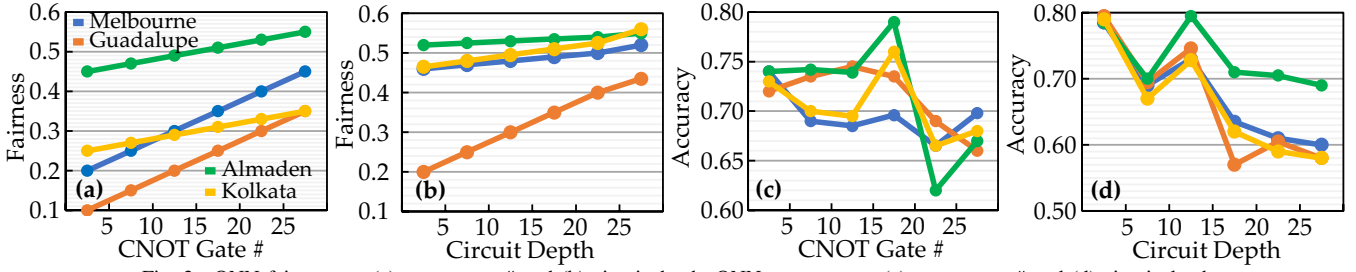 Fairness
0.6
0.5
0.4
0.3
0.2
0.1
Melbourne
Guadalupe
Almaden
Kolkata
(a)
5 10 15 20 25
CNOT Gate #
Fairness
0.6
0.5
0.4
0.3
0.2
0.1
(b)
5 10 15 20 25
Circuit Depth
Accuracy
0.80
0.75
0.70
0.65
0.60
(c)
5 10 15 20 25
CNOT Gate #
Accuracy
0.80
0.70
0.60
0.50
(d)
5 10 15 20 25
Circuit Depth